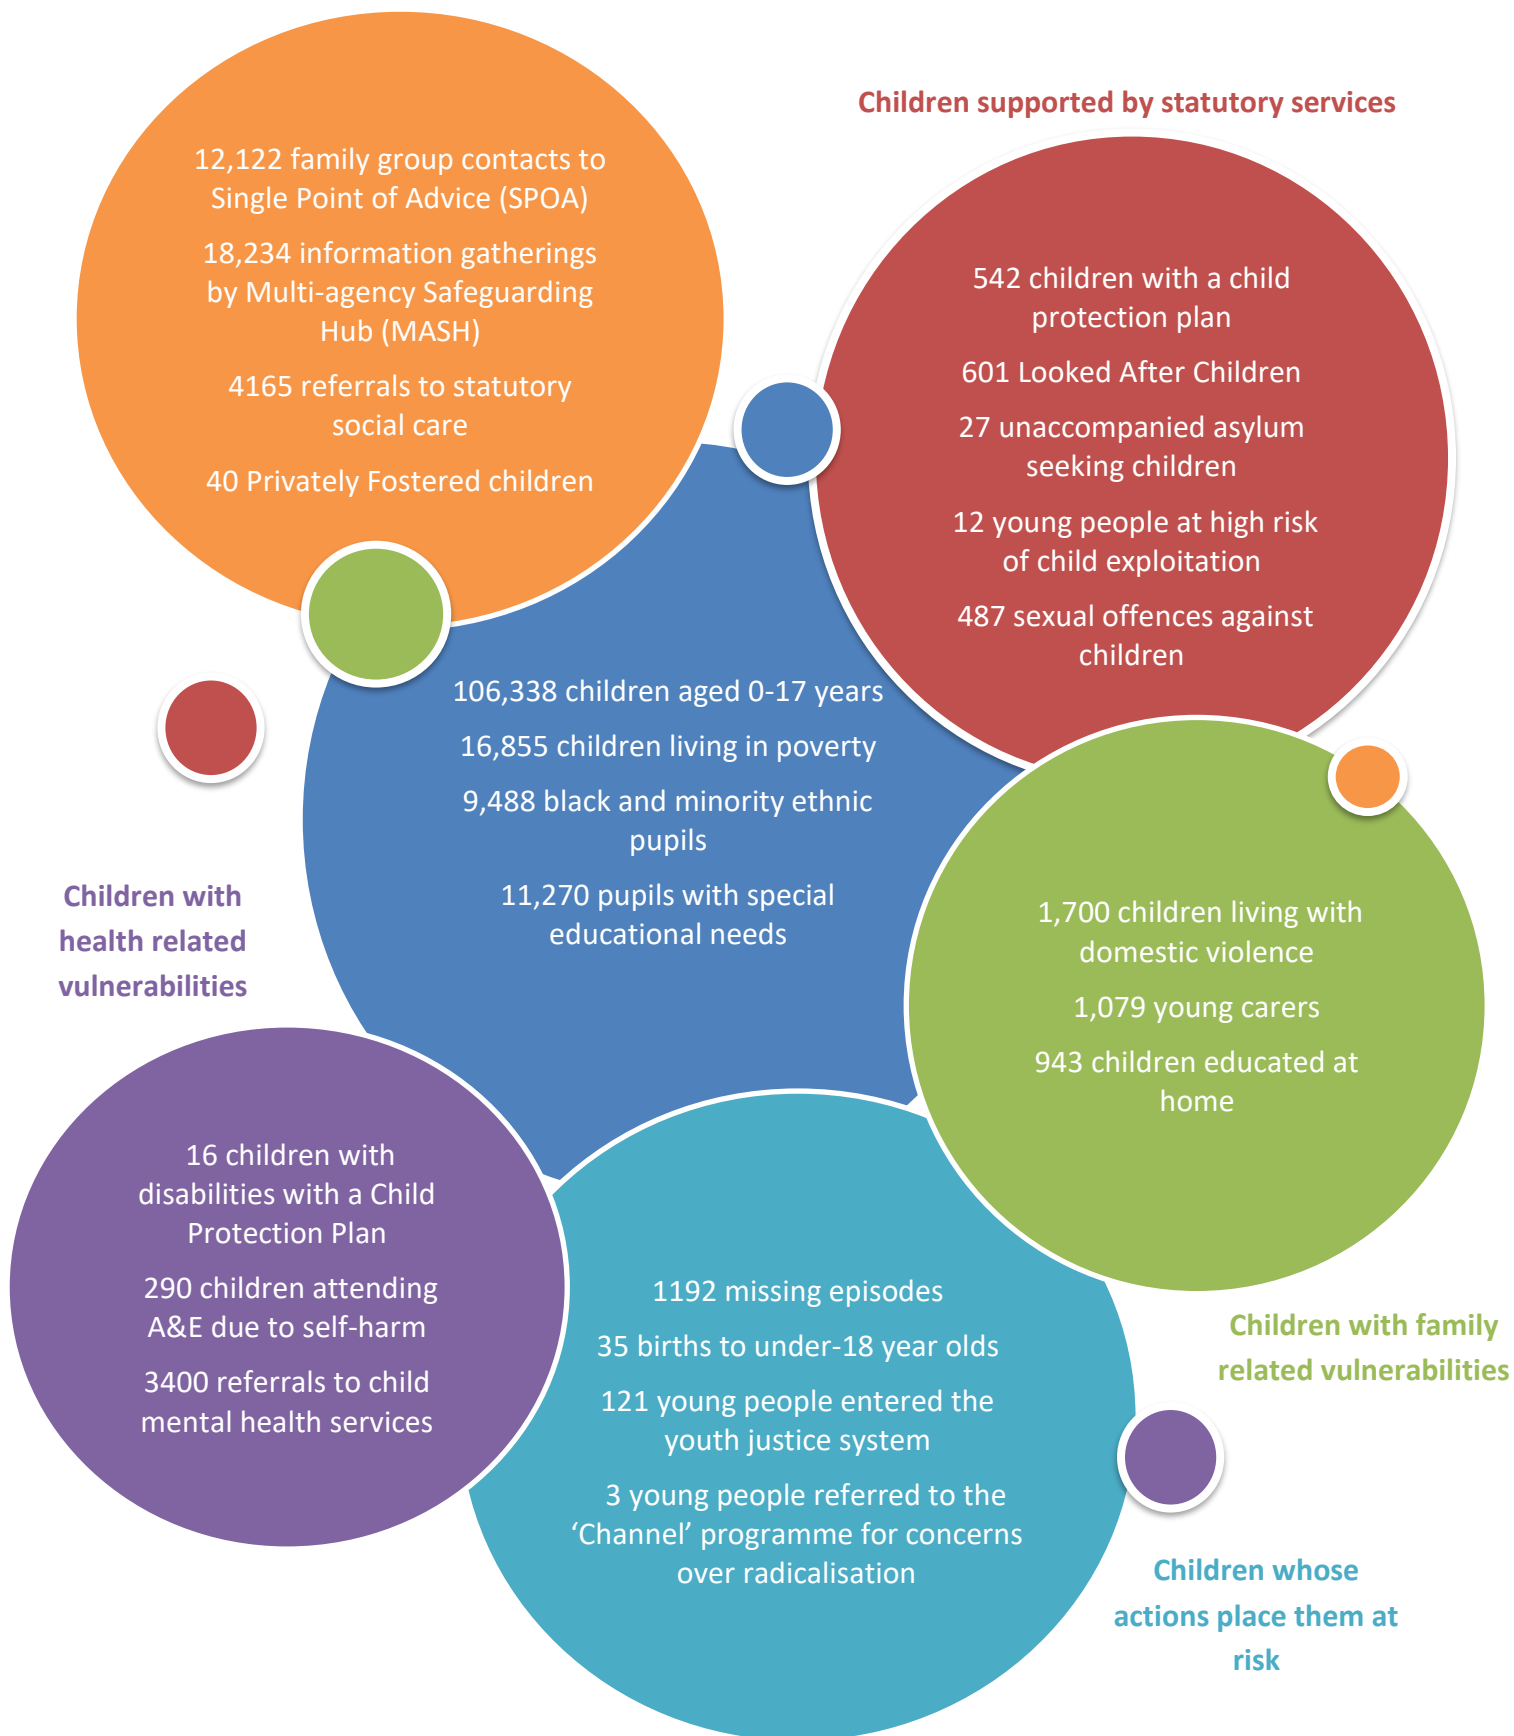 12,122 family group contacts to
Single Point of Advice (SPOA)
18,234 information gatherings
by Multi-agency Safeguarding
Hub (MASH)
4165 referrals to statutory
social care
40 Privately Fostered children
Children supported by statutory services
542 children with a child
protection plan
601 Looked After Children
27 unaccompanied asylum
seeking children
12 young people at high risk
of child exploitation
487 sexual offences against
children
106,338 children aged 0-17 years
16,855 children living in poverty
9,488 black and minority ethnic
pupils
11,270 pupils with special
educational needs
Children with
health related
vulnerabilities
1,700 children living with
domestic violence
1,079 young carers
943 children educated at
home
16 children with
disabilities with a Child
Protection Plan
290 children attending
A&E due to self-harm
3400 referrals to child
mental health services
1192 missing episodes
35 births to under-18 year olds
121 young people entered the
youth justice system
3 young people referred to the
‘Channel’ programme for concerns
over radicalisation
Children with family
related vulnerabilities
Children whose
actions place them at
risk